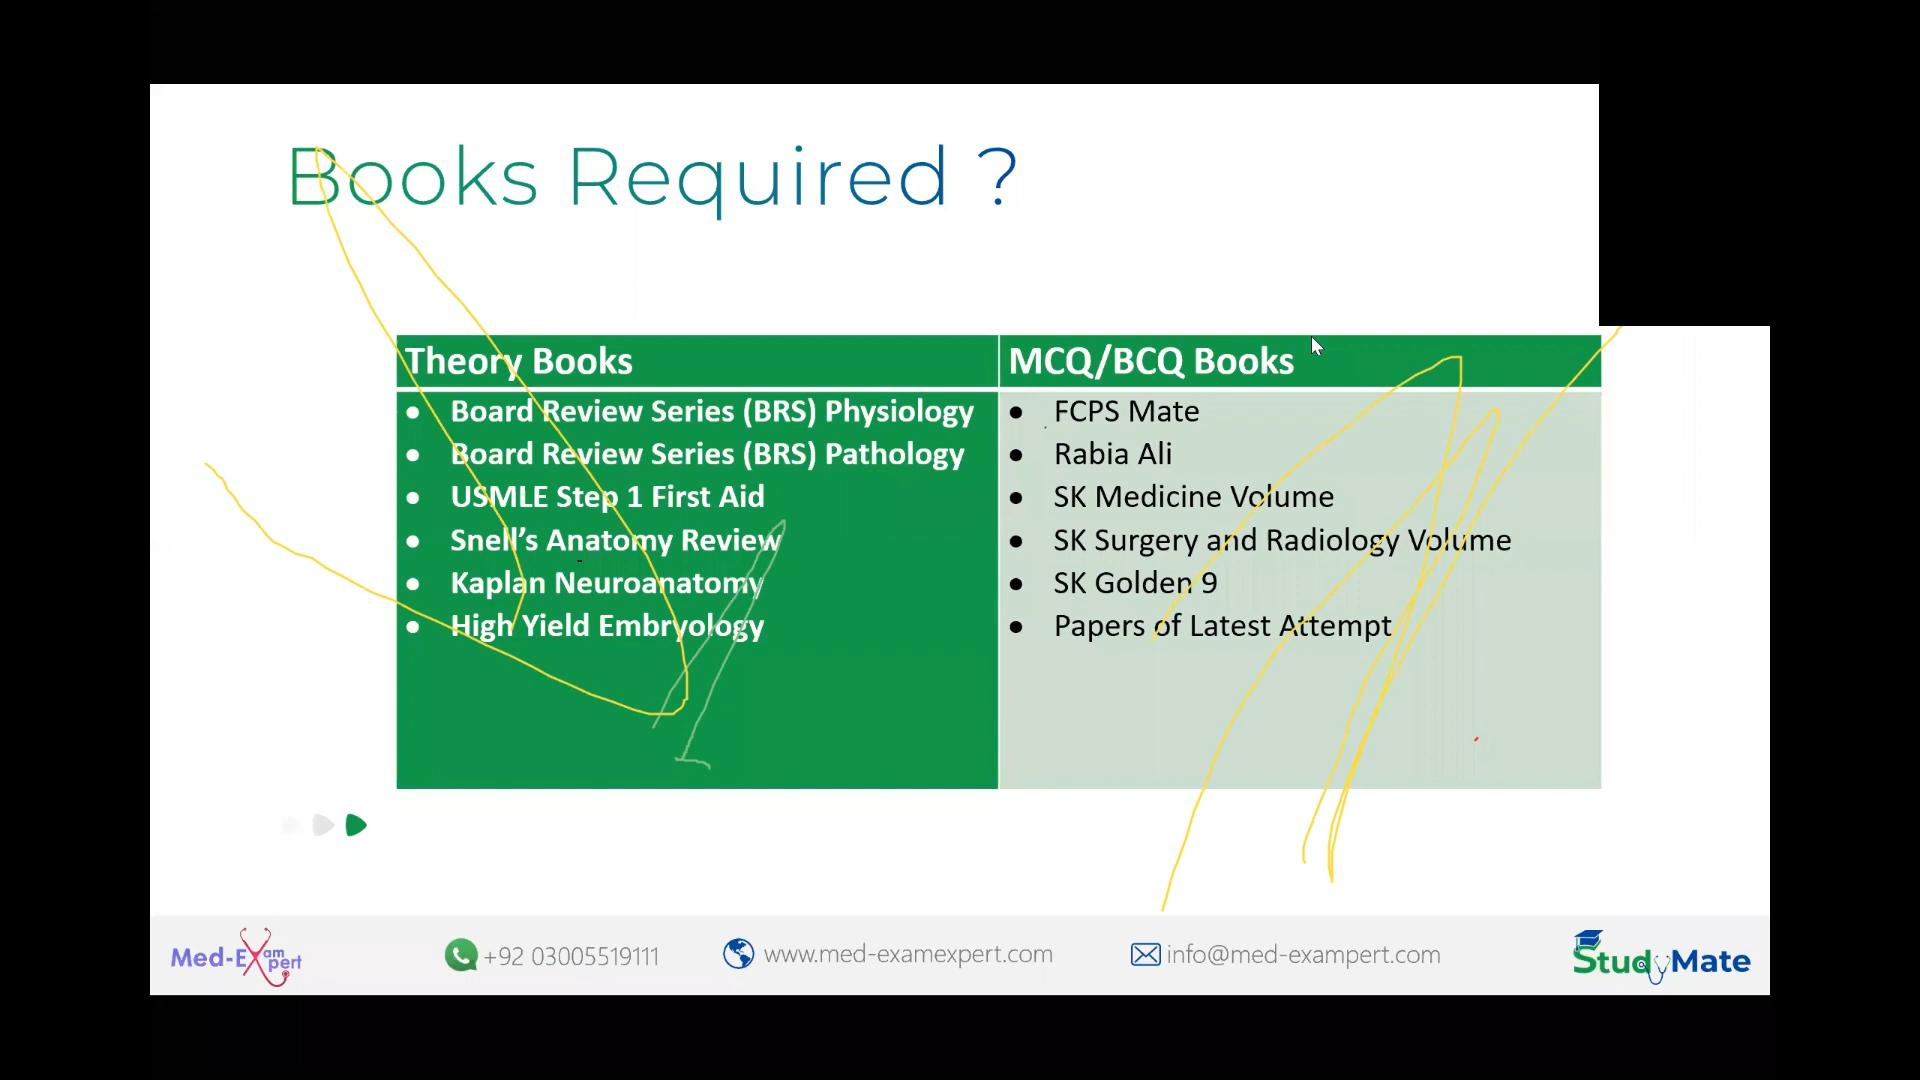 Books Required ?
Theory Books
MCQ/BCQ Books
Board Review Series (BRS) Physiology
Board Review Series (BRS) Pathology
USMLE Step 1 First Aid
Snell's Anatomy Review
Kaplan Neuroanatomy
High Yield Embryology
FCPS Mate
Rabia Ali
SK Medicine Volume
SK Surgery and Radiology Volume
SK Golden 9
Papers of Latest Attempt
Med-Exam Expert
+92 03005519111
www.med-examexpert.com
info@med-exampert.com
StudyMate